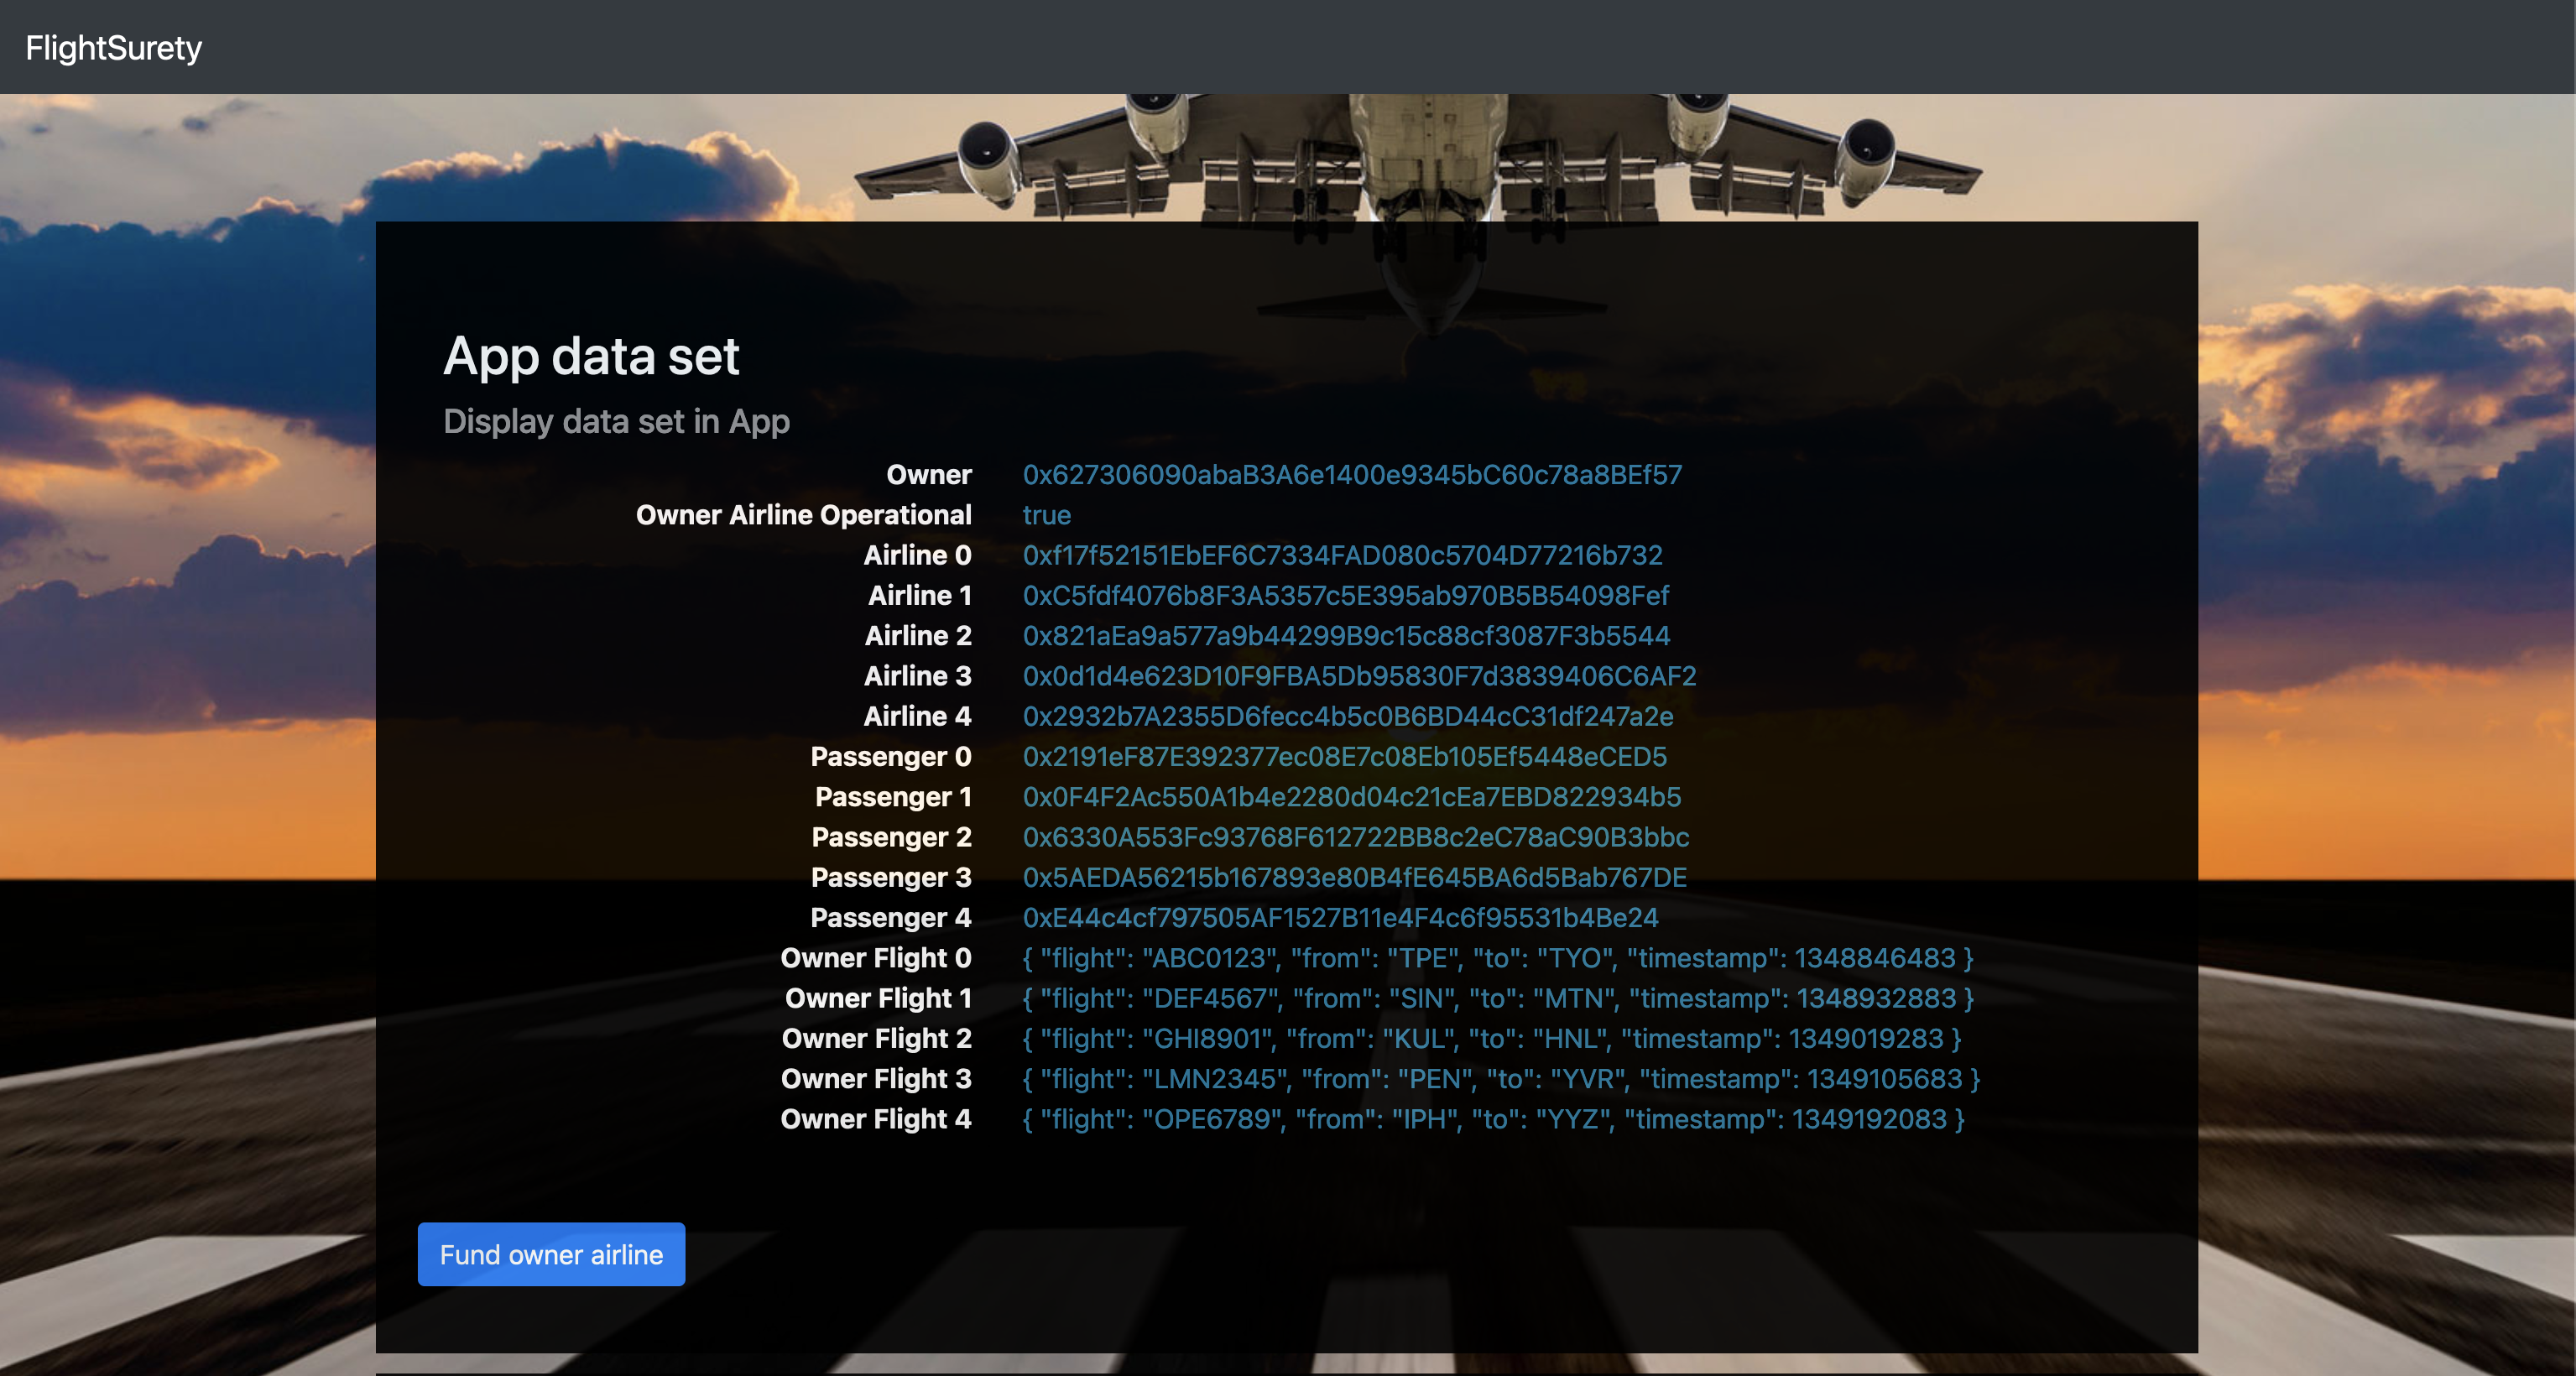 FlightSurety
App data set
Display data set in App
Owner 0x627306090abaB3A6e1400e9345bC60c78a8BEf57
Owner Airline Operational true
Airline 0 0xf17f52151EbEF6C7334FAD080c5704D77216b732
Airline 1 0xC5fdf4076b8F3A5357c5E395ab970B5B54098Fef
Airline 2 0x821aEa9a577a9b44299B9c15c88cf3087F3b5544
Airline 3 0x0d1d4e623D10F9FBA5Db95830F7d3839406C6AF2
Airline 4 0x2932b7A2355D6fecc4b5c0B6BD44cC31df247a2e
Passenger 0 0x2191eF87E392377ec08E7c08Eb105Ef5448eCED5
Passenger 1 0x0F4F2Ac550A1b4e2280d04c21cEa7EBD822934b5
Passenger 2 0x6330A553Fc93768F612722BB8c2eC78aC90B3bbc
Passenger 3 0x5AEDA56215b167893e80B4fE645BA6d5Bab767DE
Passenger 4 0xE44c4cf797505AF1527B11e4F4c6f95531b4Be24
Owner Flight 0 { "flight": "ABC0123", "from": "TPE", "to": "TYO", "timestamp": 1348846483 }
Owner Flight 1 { "flight": "DEF4567", "from": "SIN", "to": "MTN", "timestamp": 1348932883 }
Owner Flight 2 { "flight": "GHI8901", "from": "KUL", "to": "HNL", "timestamp": 1349019283 }
Owner Flight 3 { "flight": "LMN2345", "from": "PEN", "to": "YVR", "timestamp": 1349105683 }
Owner Flight 4 { "flight": "OPE6789", "from": "IPH", "to": "YYZ", "timestamp": 1349192083 }
Fund owner airline